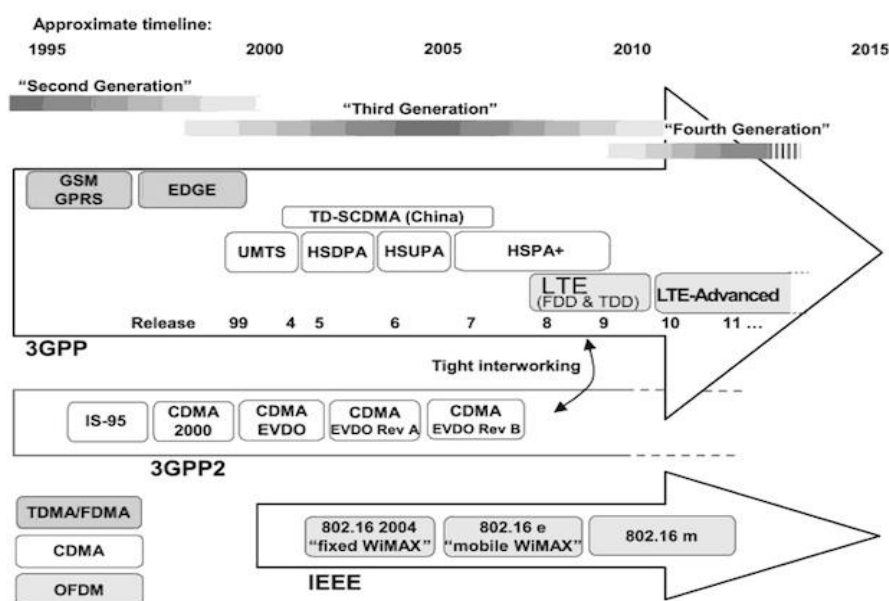 Approximate timeline:
1995 2000 2005 2010 2015
“Second Generation”
“Third Generation”
“Fourth Generation”
GSM
GPRS
EDGE
TD-SCDMA (China)
UMTS HSDPA HSUPA HSPA+
LTE
(FDD & TDD)
LTE-Advanced
Release 99 4 5 6 7 8 9 10 11 ...
3GPP
Tight interworking
IS-95
CDMA
2000
CDMA
EVDO
CDMA
EVDO Rev A
CDMA
EVDO Rev B
3GPP2
TDMA/FDMA
CDMA
OFDM
802.16 2004
“fixed WiMAX”
802.16 e
“mobile WiMAX”
802.16 m
IEEE